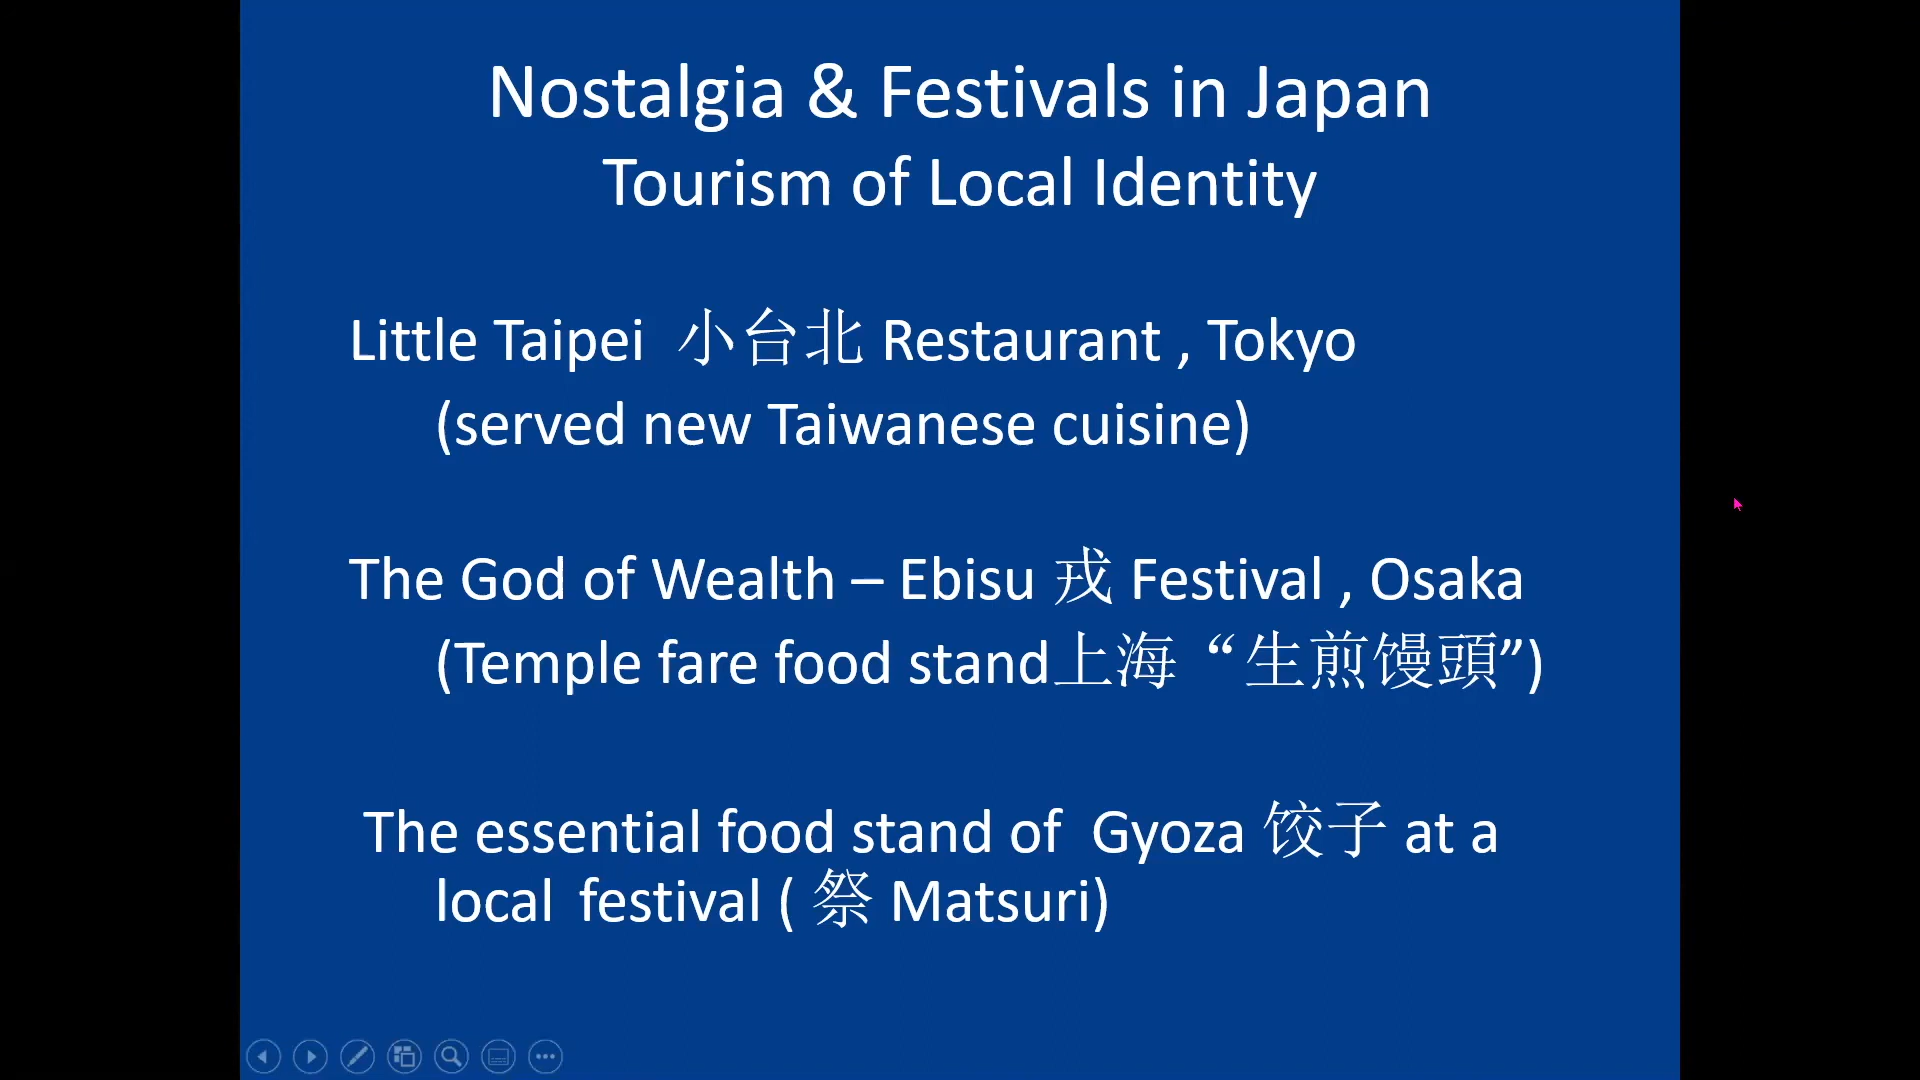 Nostalgia & Festivals in Japan
Tourism of Local Identity
Little Taipei 小台北 Restaurant , Tokyo
(served new Taiwanese cuisine)
The God of Wealth – Ebisu 戎 Festival , Osaka
(Temple fare food stand上海“生煎馒頭”)
The essential food stand of Gyoza 饺子 at a
local festival ( 祭 Matsuri)